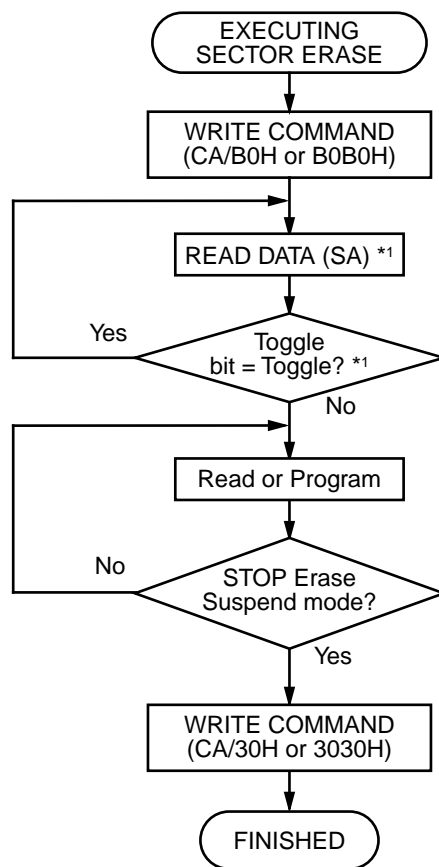 EXECUTING
SECTOR ERASE
WRITE COMMAND
(CA/B0H or B0B0H)
READ DATA (SA) *1
Yes
Toggle
bit = Toggle? *1
No
Read or Program
No
STOP Erase
Suspend mode?
Yes
WRITE COMMAND
(CA/30H or 3030H)
FINISHED